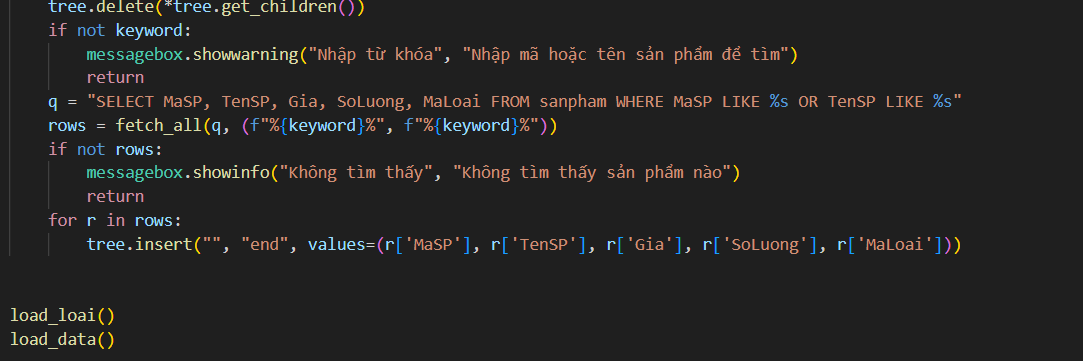 tree.delete(*tree.get_children())
if not keyword:
messagebox.showwarning("Nhập từ khóa", "Nhập mã hoặc tên sản phẩm để tìm")
return
q = "SELECT MaSP, TenSP, Gia, SoLuong, MaLoai FROM sanpham WHERE MaSP LIKE %s OR TenSP LIKE %s"
rows = fetch_all(q, (f"%{keyword}%", f"%{keyword}%"))
if not rows:
messagebox.showinfo("Không tìm thấy", "Không tìm thấy sản phẩm nào")
return
for r in rows:
tree.insert("", "end", values=(r['MaSP'], r['TenSP'], r['Gia'], r['SoLuong'], r['MaLoai']))
load_loai()
load_data()